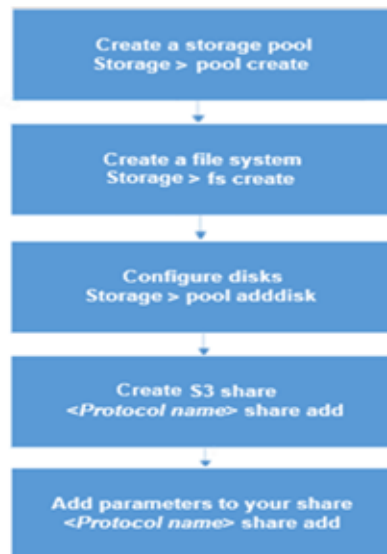 Create a storage pool
Storage > pool create
Create a file system
Storage > fs create
Configure disks
Storage > pool adddisk
Create S3 share
<Protocol name> share add
Add parameters to your share
<Protocol name> share add